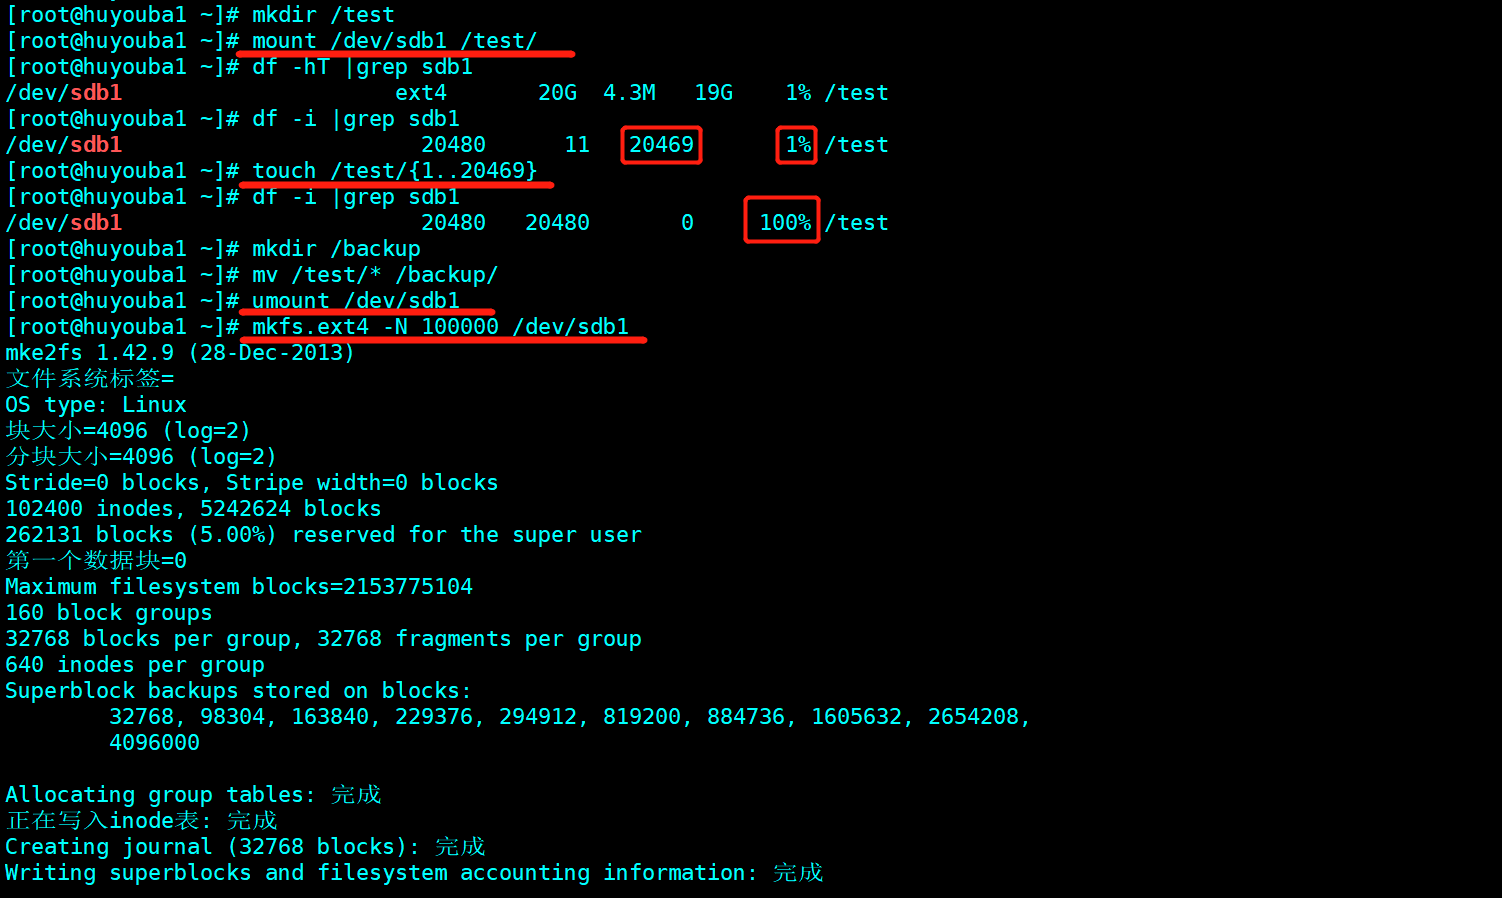 [root@huyouba1 ~]# mkdir /test
[root@huyouba1 ~]# mount /dev/sdb1 /test/
[root@huyouba1 ~]# df -hT |grep sdb1
/dev/sdb1                     ext4       20G  4.3M   19G    1% /test
[root@huyouba1 ~]# df -i |grep sdb1
/dev/sdb1                       20480      11   20469       1% /test
[root@huyouba1 ~]# touch /test/{1..20469}
[root@huyouba1 ~]# df -i |grep sdb1
/dev/sdb1                       20480   20480       0     100% /test
[root@huyouba1 ~]# mkdir /backup
[root@huyouba1 ~]# mv /test/* /backup/
[root@huyouba1 ~]# umount /dev/sdb1
[root@huyouba1 ~]# mkfs.ext4 -N 100000 /dev/sdb1
mke2fs 1.42.9 (28-Dec-2013)
文件系统标签=
OS type: Linux
块大小=4096 (log=2)
分块大小=4096 (log=2)
Stride=0 blocks, Stripe width=0 blocks
102400 inodes, 5242624 blocks
262131 blocks (5.00%) reserved for the super user
第一个数据块=0
Maximum filesystem blocks=2153775104
160 block groups
32768 blocks per group, 32768 fragments per group
640 inodes per group
Superblock backups stored on blocks:
        32768, 98304, 163840, 229376, 294912, 819200, 884736, 1605632, 2654208,
        4096000
Allocating group tables: 完成
正在写入inode表: 完成
Creating journal (32768 blocks): 完成
Writing superblocks and filesystem accounting information: 完成